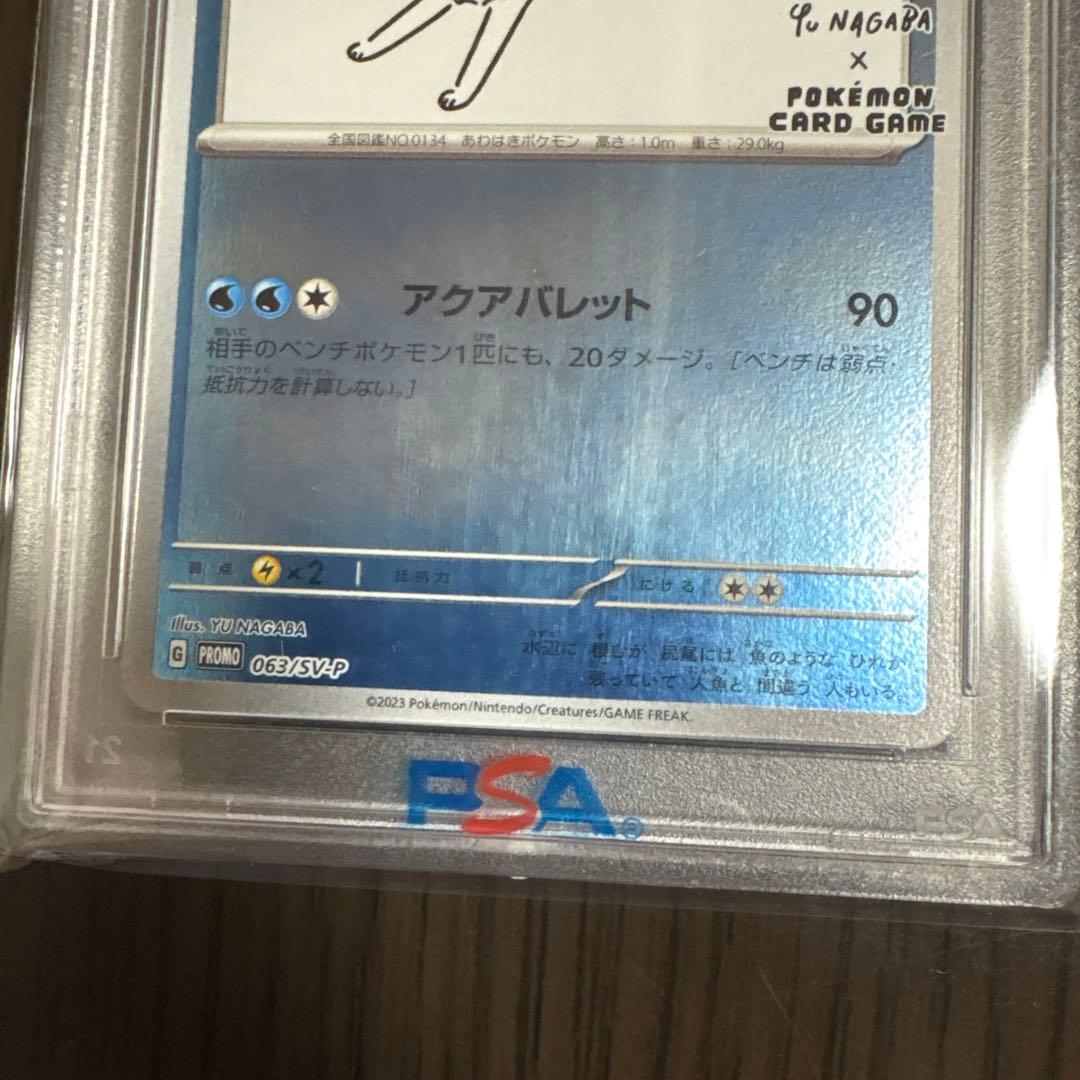 Yu NAGABA
×
POKÉMON
CARD GAME
全国図鑑NO.0134 あわはきポケモン 高さ:1.0m 重さ:29.0kg
アクアバレット 90
相手のベンチポケモン1匹にも、20ダメージ。[ベンチは弱点・
抵抗力を計算しない。]
弱点 ×2 抵抗力 にげる
Illus. YU NAGABA
G PROMO 063/SV-P
水辺に 棲むが 尻尾には 魚のような ひれが
張っていて 人魚と 間違う 人もいる。
©2023 Pokémon/Nintendo/Creatures/GAME FREAK.
PSA®
PSA